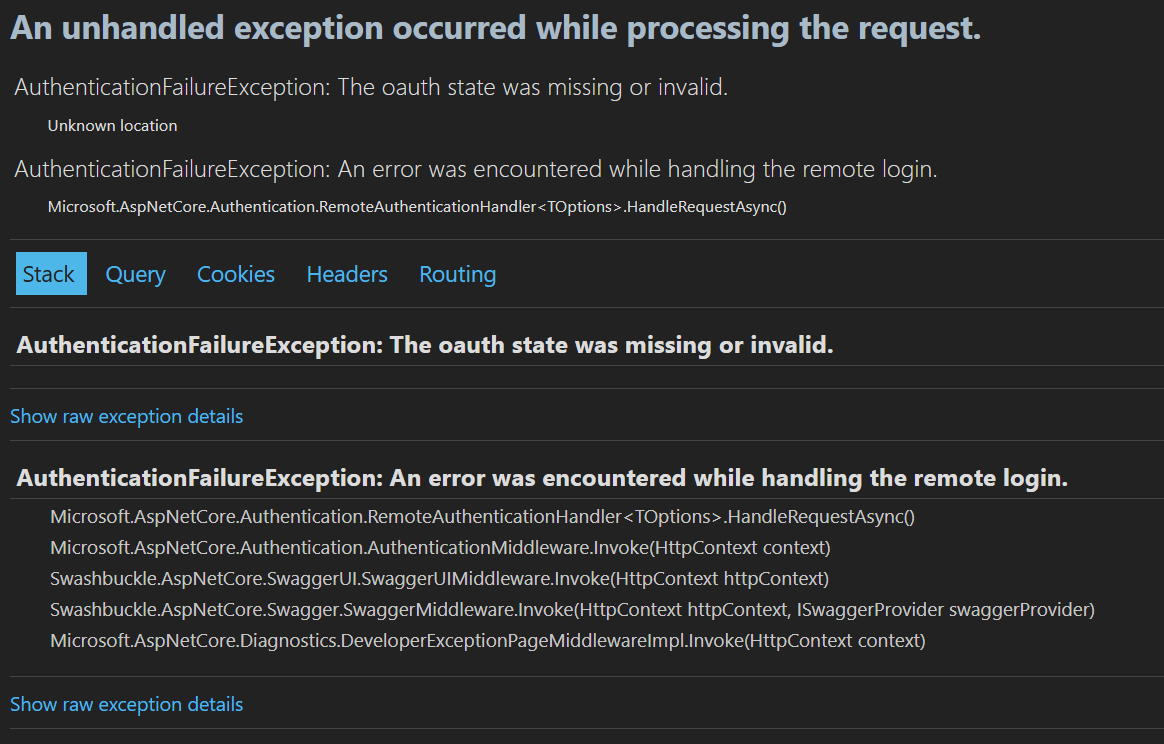 An unhandled exception occurred while processing the request.
AuthenticationFailureException: The oauth state was missing or invalid.
Unknown location
AuthenticationFailureException: An error was encountered while handling the remote login.
Microsoft.AspNetCore.Authentication.RemoteAuthenticationHandler<TOptions>.HandleRequestAsync()
Stack Query Cookies Headers Routing
AuthenticationFailureException: The oauth state was missing or invalid.
Show raw exception details
AuthenticationFailureException: An error was encountered while handling the remote login.
Microsoft.AspNetCore.Authentication.RemoteAuthenticationHandler<TOptions>.HandleRequestAsync()
Microsoft.AspNetCore.Authentication.AuthenticationMiddleware.Invoke(HttpContext context)
Swashbuckle.AspNetCore.SwaggerUI.SwaggerUIMiddleware.Invoke(HttpContext httpContext)
Swashbuckle.AspNetCore.Swagger.SwaggerMiddleware.Invoke(HttpContext httpContext, ISwaggerProvider swaggerProvider)
Microsoft.AspNetCore.Diagnostics.DeveloperExceptionPageMiddlewareImpl.Invoke(HttpContext context)
Show raw exception details